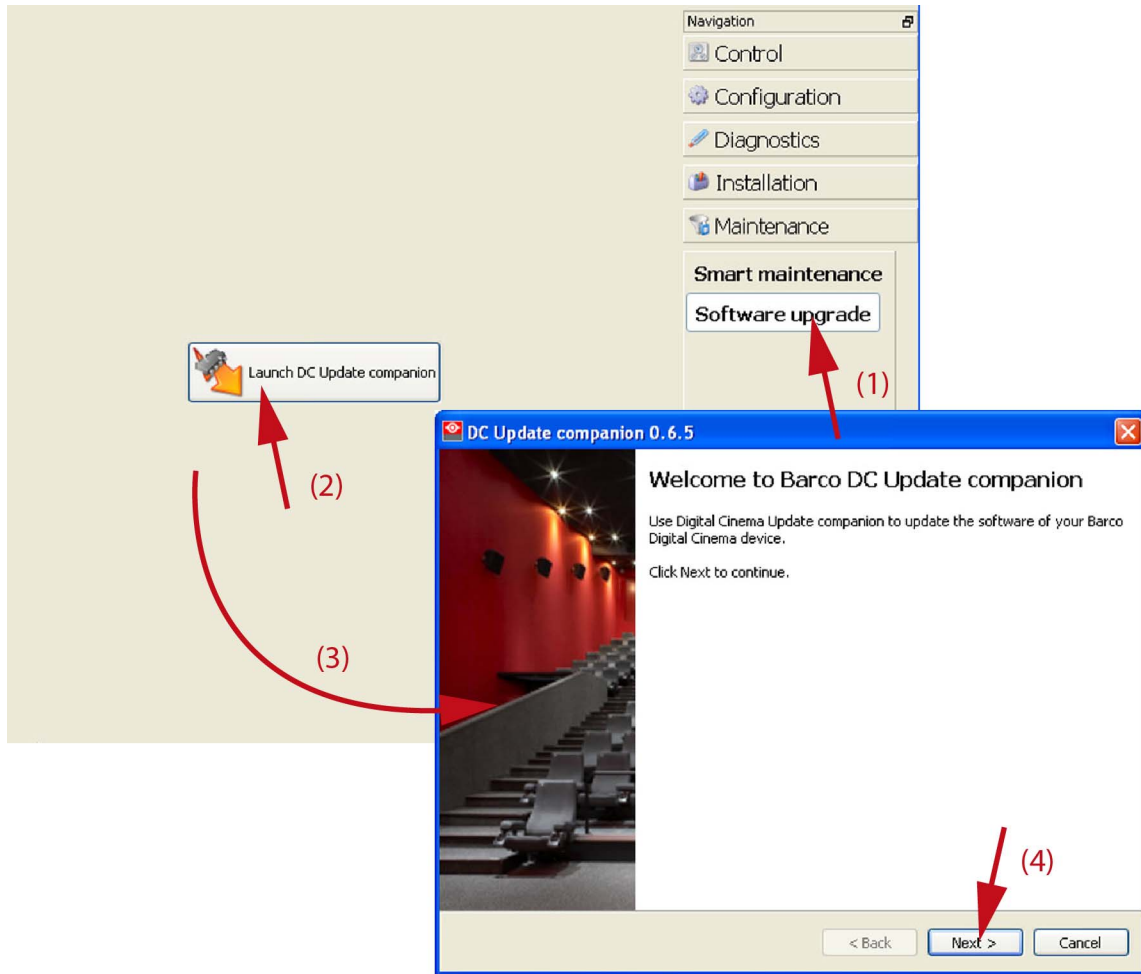 Navigation
Control
Configuration
Diagnostics
Installation
Maintenance
Smart maintenance
Software upgrade
(1)
Launch DC Update companion
(2)
(3)
DC Update companion 0.6.5
Welcome to Barco DC Update companion
Use Digital Cinema Update companion to update the software of your Barco
Digital Cinema device.
Click Next to continue.
(4)
< Back Next > Cancel